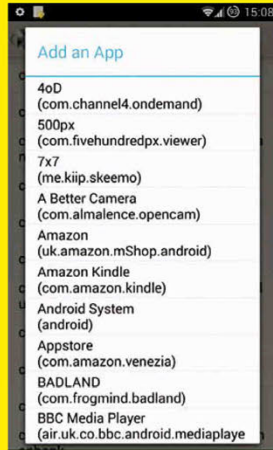 15:08
Add an App
4oD
(com.channel4.ondemand)
500px
(com.fivehundredpx.viewer)
7x7
(me.kiip.skeemo)
A Better Camera
(com.almalence.opencam)
Amazon
(uk.amazon.mShop.android)
Amazon Kindle
(com.amazon.kindle)
Android System
(android)
Appstore
(com.amazon.venezia)
BADLAND
(com.frogmind.badland)
BBC Media Player
(air.uk.co.bbc.android.mediaplaye